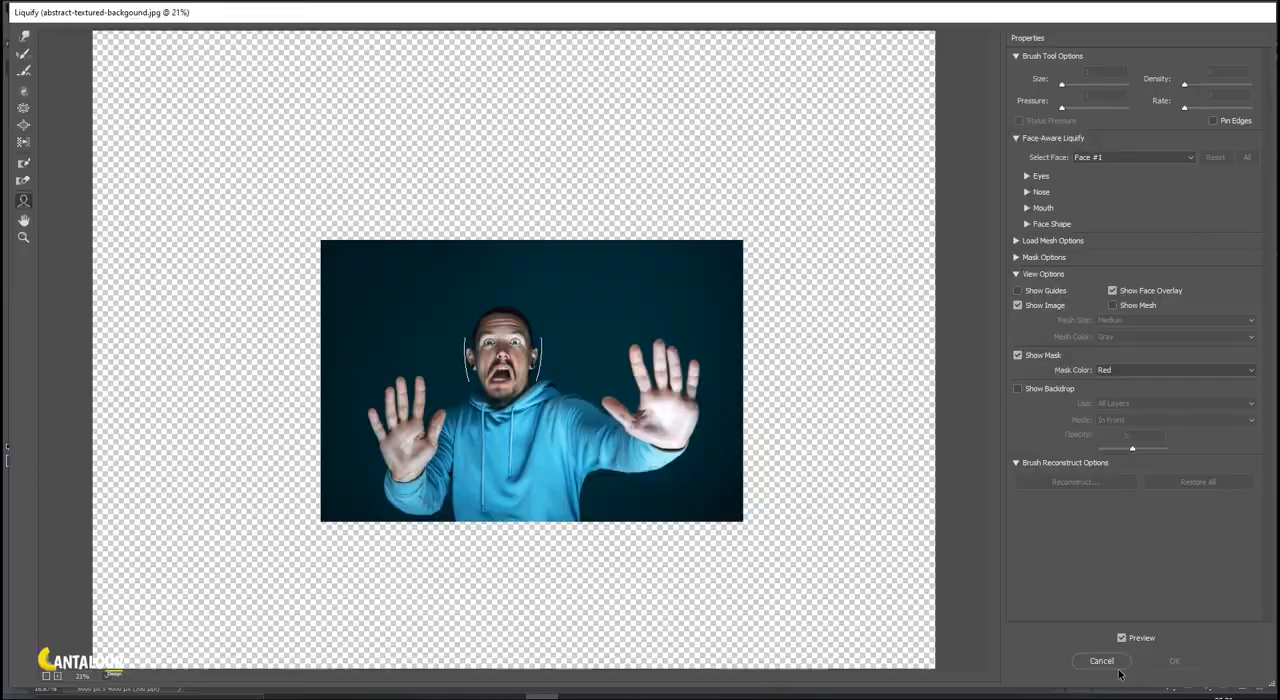 Liquify (abstract-textured-backgound.jpg @ 21%)
Properties
Brush Tool Options
Size:
Density:
Pressure:
Rate:
Stylus Pressure
Pin Edges
Face-Aware Liquify
Select Face: Face #1
Reset
All
Eyes
Nose
Mouth
Face Shape
Load Mesh Options
Mask Options
View Options
Show Guides
Show Face Overlay
Show Image
Show Mesh
Mesh Size: Medium
Mesh Color: Gray
Show Mask
Mask Color: Red
Show Backdrop
Use: All Layers
Mode: In Front
Opacity:
Brush Reconstruct Options
Reconstruct...
Restore All
Preview
Cancel
OK
21%
Design